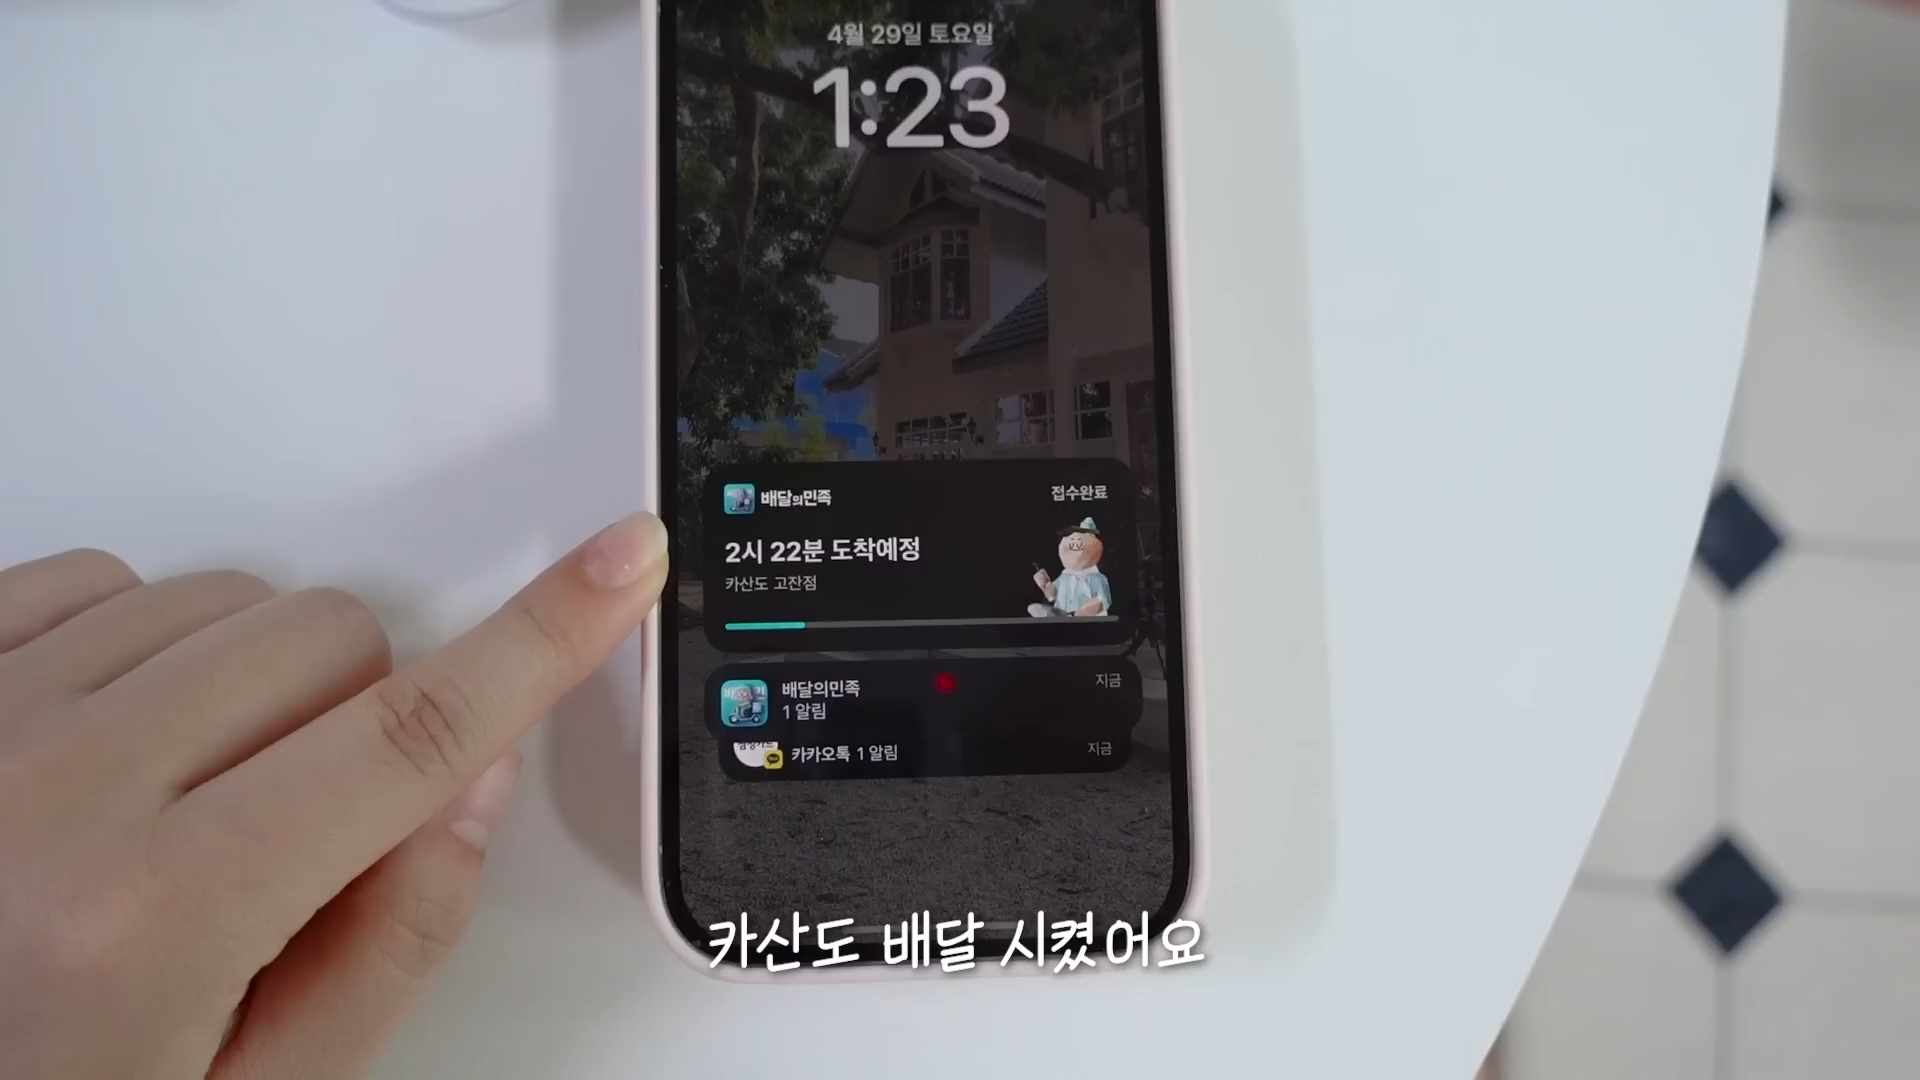 4월 29일 토요일
1:23
배달의민족
접수완료
2시 22분 도착예정
카산도 고잔점
배달의민족
지금
1 알림
카카오톡 1 알림
지금
카산도 배달 시켰어요